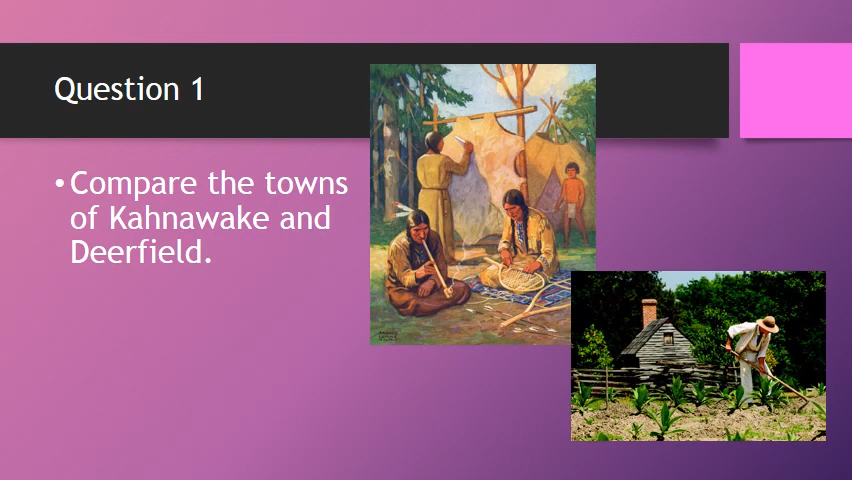 Question 1
•Compare the towns
of Kahnawake and
Deerfield.